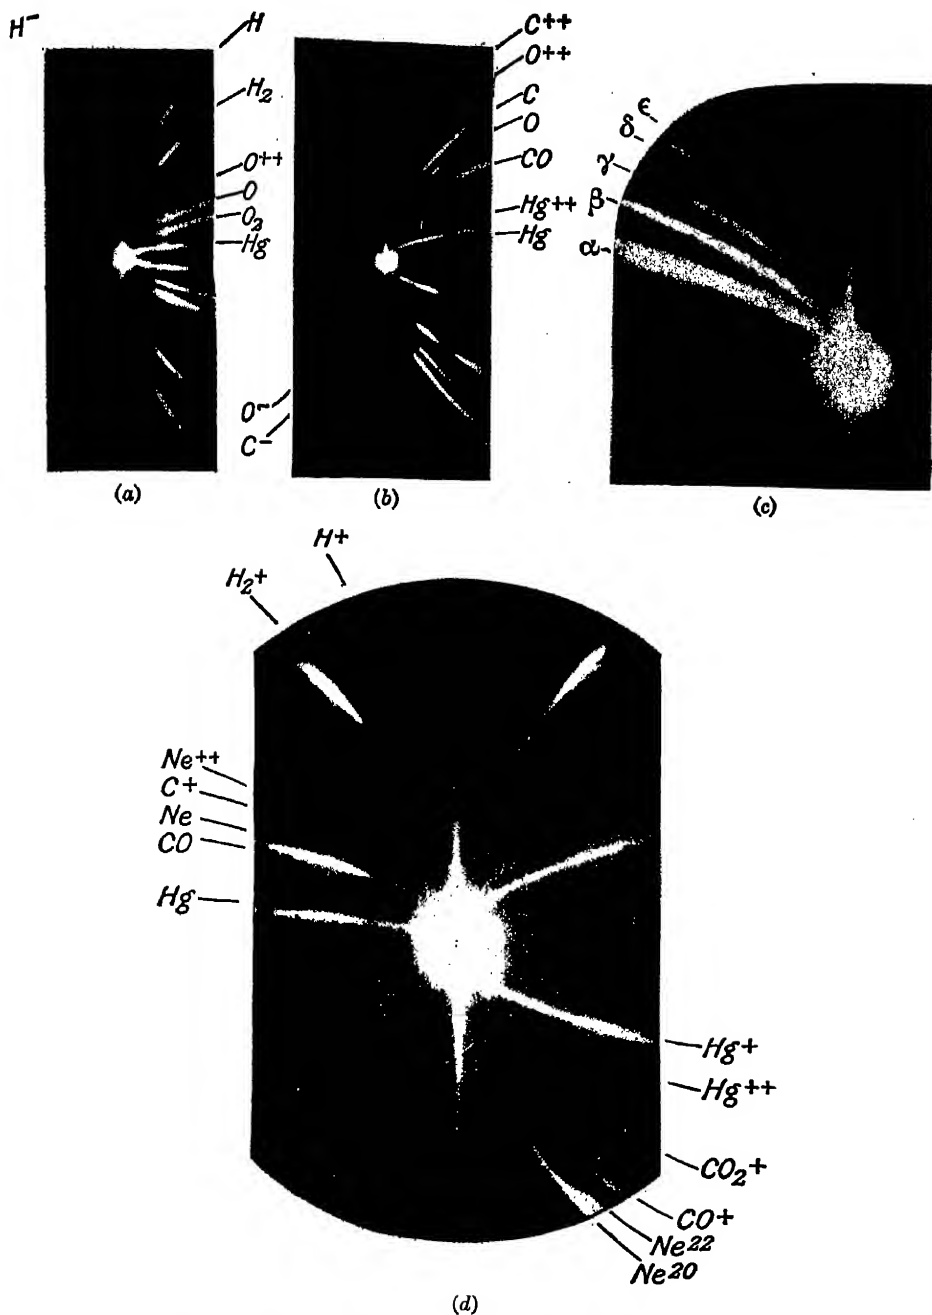 H⁻
H
H₂
O++
O
O₂
Hg
(a)
C++
O++
C
O
CO
Hg++
Hg
O⁻
C⁻
(b)
ϵ
δ
γ
β
α
(c)
H+
H₂+
Ne++
C+
Ne
CO
Hg
Hg+
Hg++
CO₂+
CO+
Ne22
Ne20
(d)